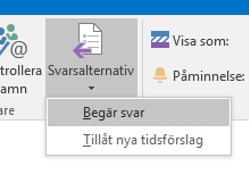 trollera
amn
are
Svarsalternativ
Visa som:
Påminnelse:
Begär svar
Tillåt nya tidsförslag